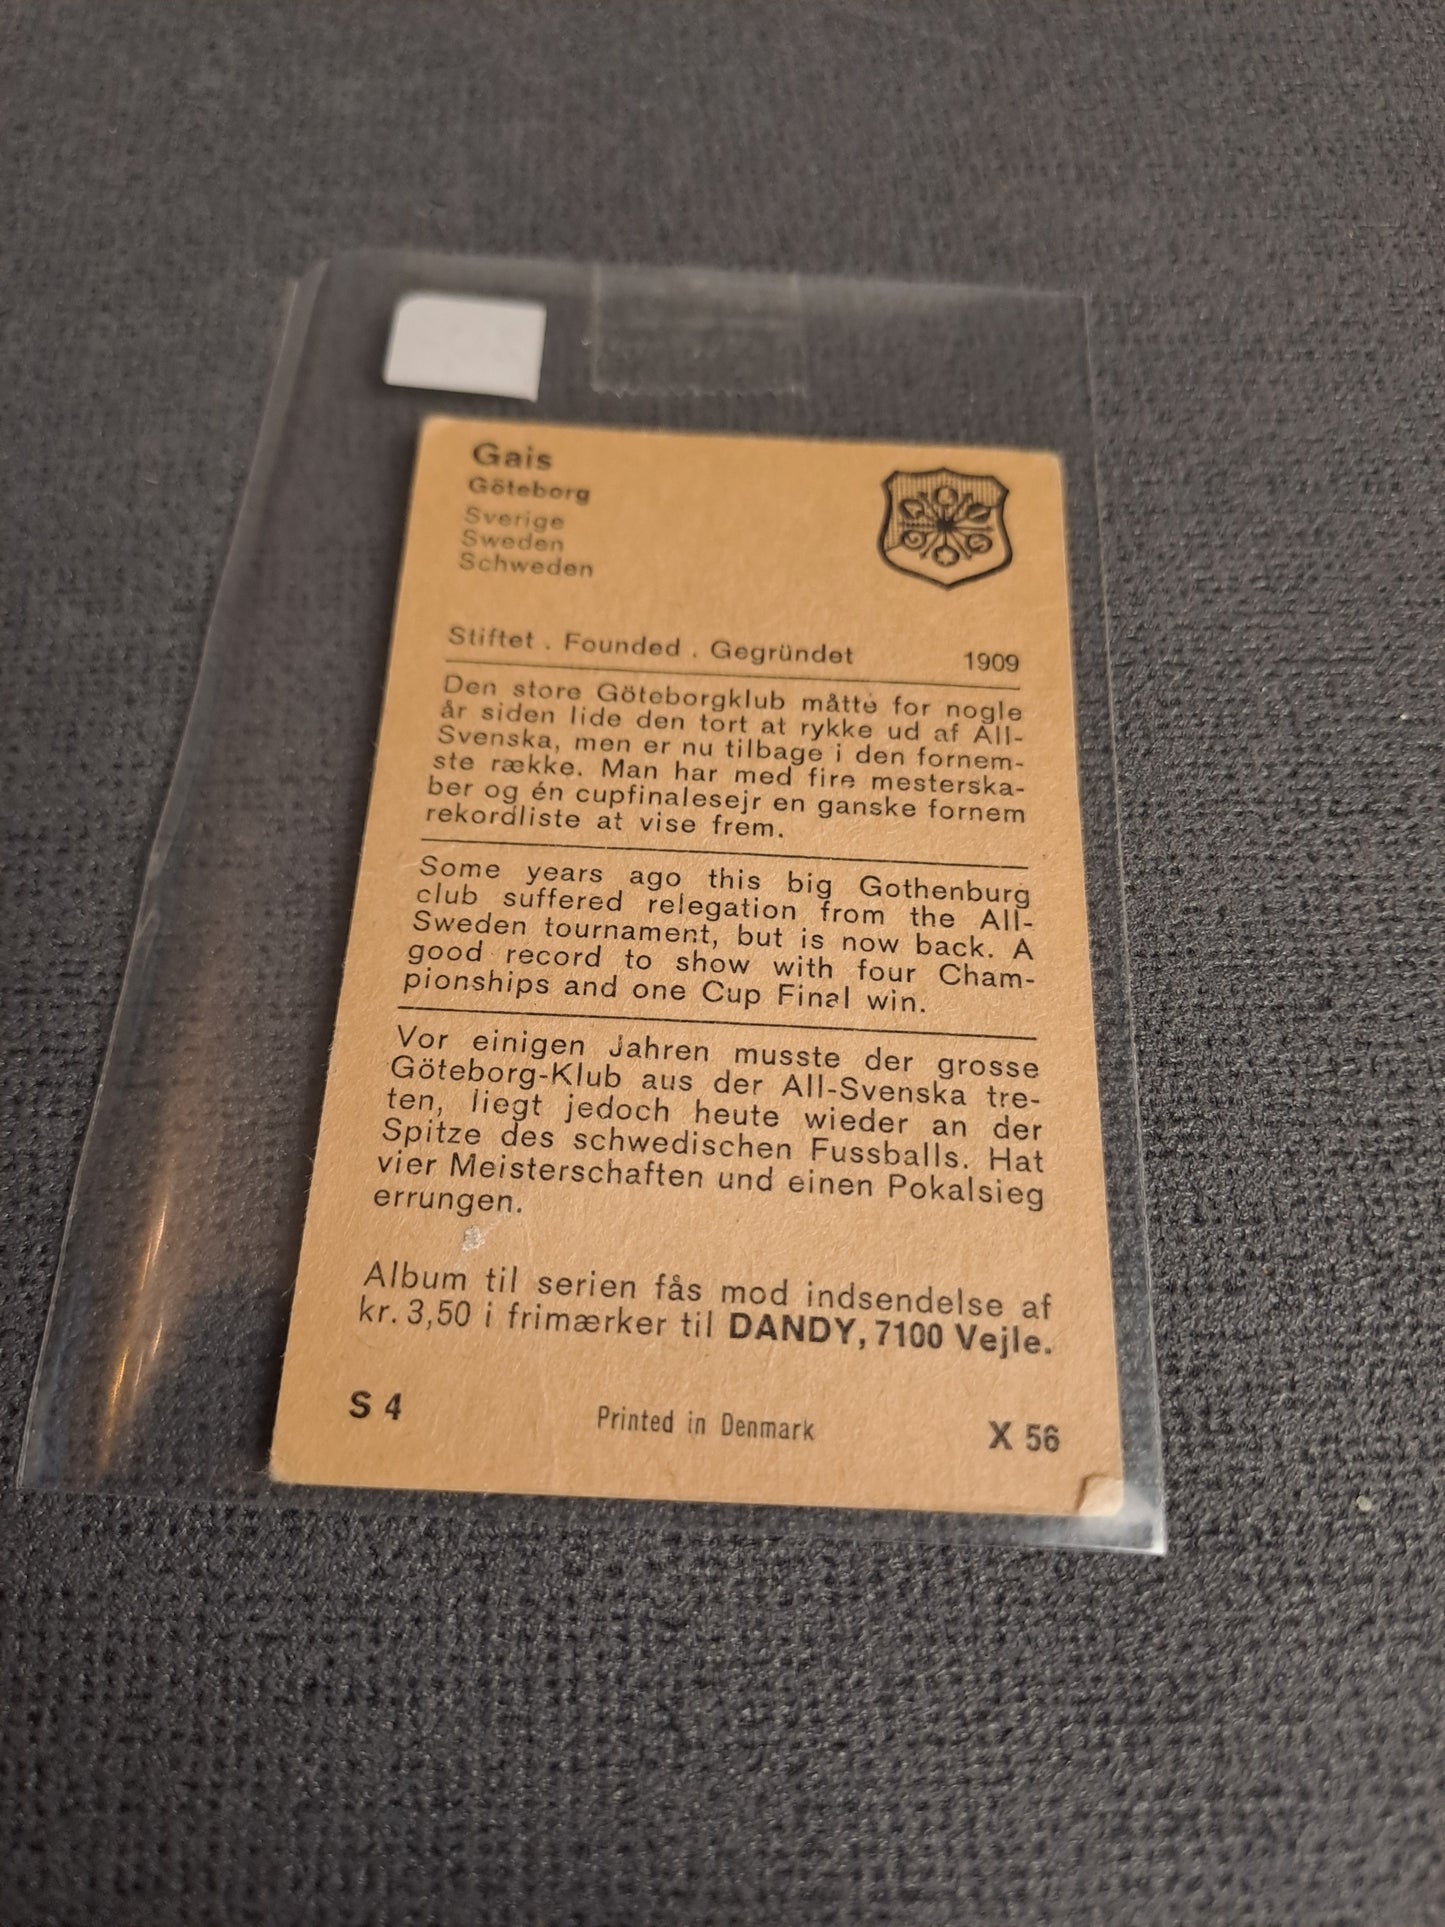 Gais
Göteborg
Sverige
Sweden
Schweden
Stiftet . Founded . Gegründet 1909
Den store Göteborgklub måtte for nogle
år siden lide den tort at rykke ud af All-
Svenska, men er nu tilbage i den fornem-
ste række. Man har med fire mesterska-
ber og én cupfinalesejr en ganske fornem
rekordliste at vise frem.
Some years ago this big Gothenburg
club suffered relegation from the All-
Sweden tournament, but is now back. A
good record to show with four Cham-
pionships and one Cup Final win.
Vor einigen Jahren musste der grosse
Göteborg-Klub aus der All-Svenska tre-
ten, liegt jedoch heute wieder an der
Spitze des schwedischen Fussballs. Hat
vier Meisterschaften und einen Pokalsieg
errungen.
Album til serien fås mod indsendelse af
kr. 3,50 i frimærker til DANDY, 7100 Vejle.
S 4 Printed in Denmark X 56